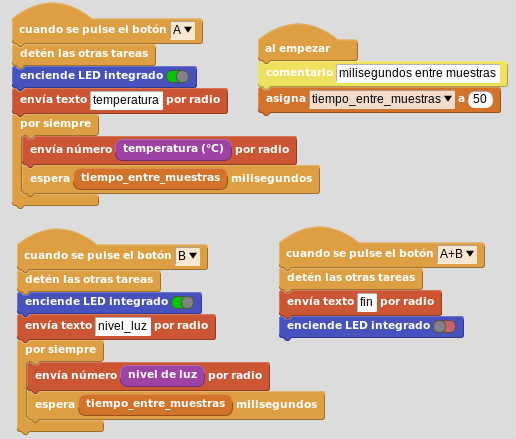 cuando se pulse el botón A
detén las otras tareas
enciende LED integrado
envía texto temperatura por radio
por siempre
envía número temperatura (°C) por radio
espera tiempo_entre_muestras milisegundos
al empezar
comentario milisegundos entre muestras
asigna tiempo_entre_muestras a 50
cuando se pulse el botón B
detén las otras tareas
enciende LED integrado
envía texto nivel_luz por radio
por siempre
envía número nivel de luz por radio
espera tiempo_entre_muestras milisegundos
cuando se pulse el botón A+B
detén las otras tareas
envía texto fin por radio
enciende LED integrado